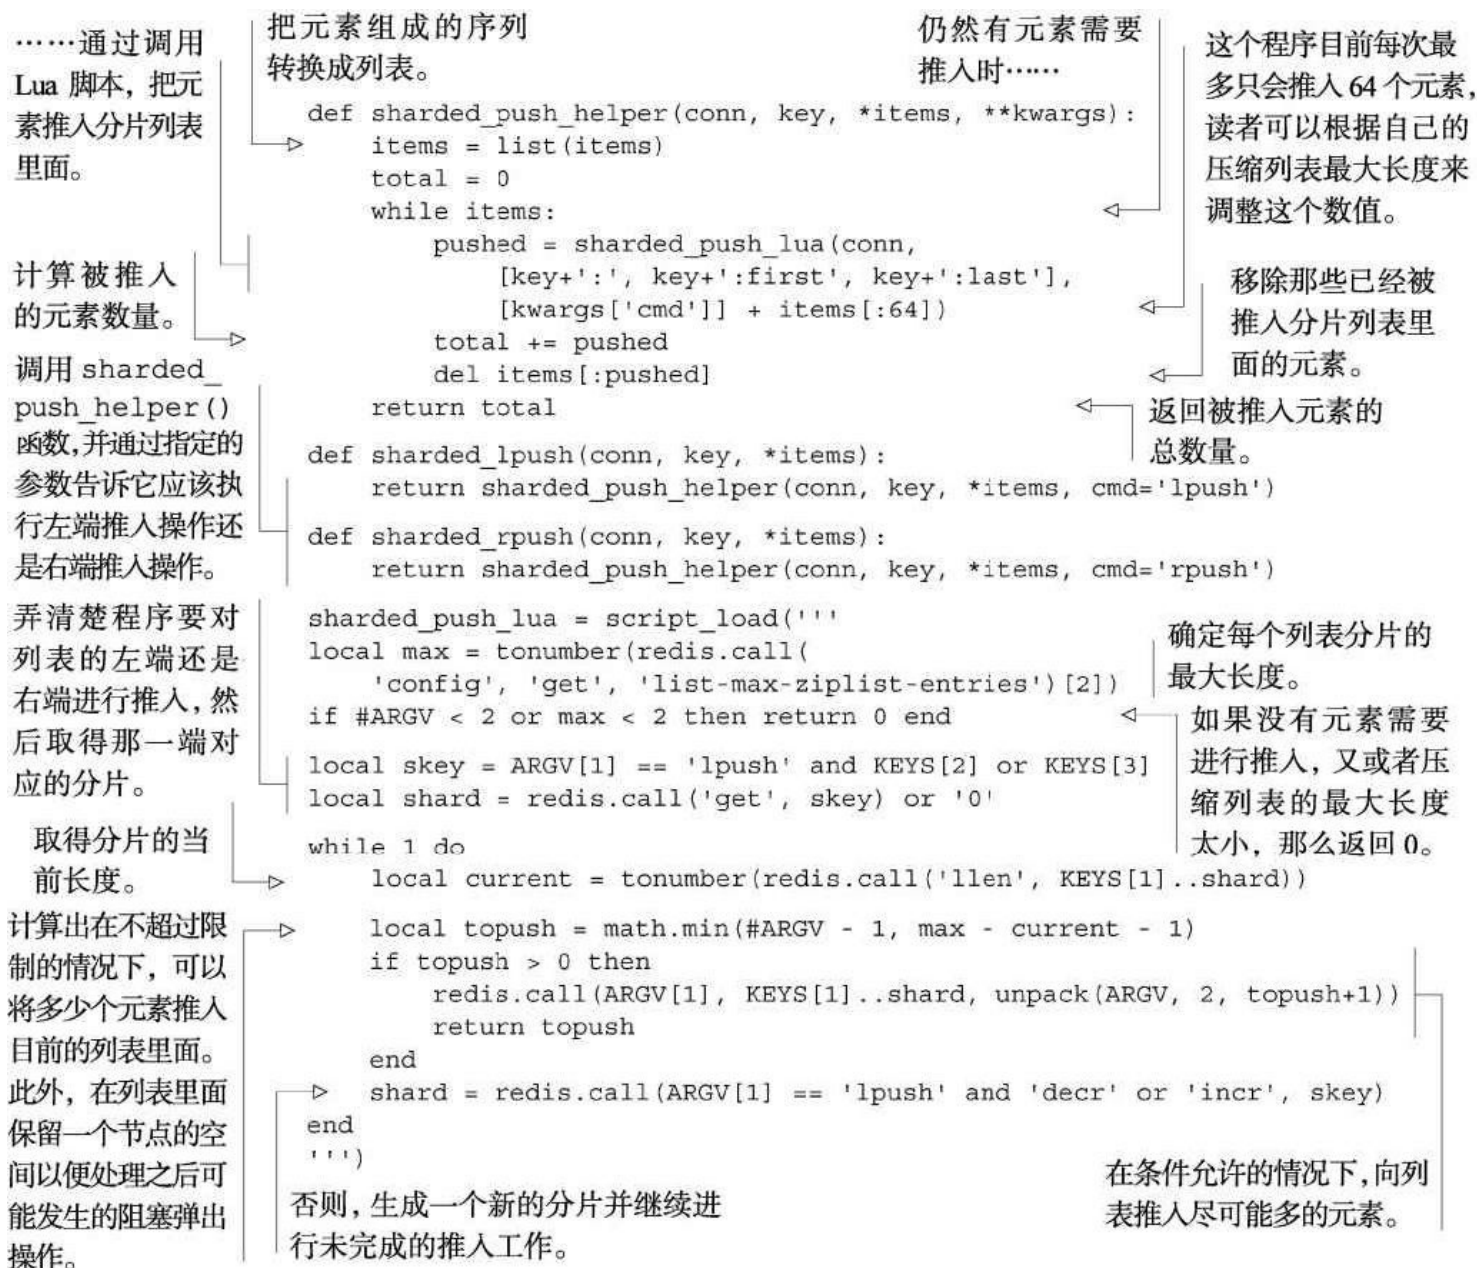 ……通过调用
Lua 脚本，把元
素推入分片列表
里面。
把元素组成的序列
转换成列表。
仍然有元素需要
推入时……
这个程序目前每次最
多只会推入 64 个元素，
读者可以根据自己的
压缩列表最大长度来
调整这个数值。
def sharded_push_helper(conn, key, *items, **kwargs):
    items = list(items)
    total = 0
    while items:
        pushed = sharded_push_lua(conn,
            [key+':', key+':first', key+':last'],
            [kwargs['cmd']] + items[:64])
        total += pushed
        del items[:pushed]
    return total
计算被推入
的元素数量。
移除那些已经被
推入分片列表里
面的元素。
返回被推入元素的
总数量。
调用 sharded_
push_helper()
函数，并通过指定的
参数告诉它应该执
行左端推入操作还
是右端推入操作。
def sharded_lpush(conn, key, *items):
    return sharded_push_helper(conn, key, *items, cmd='lpush')
def sharded_rpush(conn, key, *items):
    return sharded_push_helper(conn, key, *items, cmd='rpush')
弄清楚程序要对
列表的左端还是
右端进行推入，然
后取得那一端对
应的分片。
sharded_push_lua = script_load('''
local max = tonumber(redis.call(
    'config', 'get', 'list-max-ziplist-entries')[2])
if #ARGV < 2 or max < 2 then return 0 end
确定每个列表分片的
最大长度。
如果没有元素需要
进行推入，又或者压
缩列表的最大长度
太小，那么返回 0。
local skey = ARGV[1] == 'lpush' and KEYS[2] or KEYS[3]
local shard = redis.call('get', skey) or '0'
取得分片的当
前长度。
while 1 do
    local current = tonumber(redis.call('llen', KEYS[1]..shard))
    local topush = math.min(#ARGV - 1, max - current - 1)
    if topush > 0 then
        redis.call(ARGV[1], KEYS[1]..shard, unpack(ARGV, 2, topush+1))
        return topush
    end
    shard = redis.call(ARGV[1] == 'lpush' and 'decr' or 'incr', skey)
end
''')
计算出在不超过限
制的情况下，可以
将多少个元素推入
目前的列表里面。
此外，在列表里面
保留一个节点的空
间以便处理之后可
能发生的阻塞弹出
操作。
否则，生成一个新的分片并继续进
行未完成的推入工作。
在条件允许的情况下，向列
表推入尽可能多的元素。